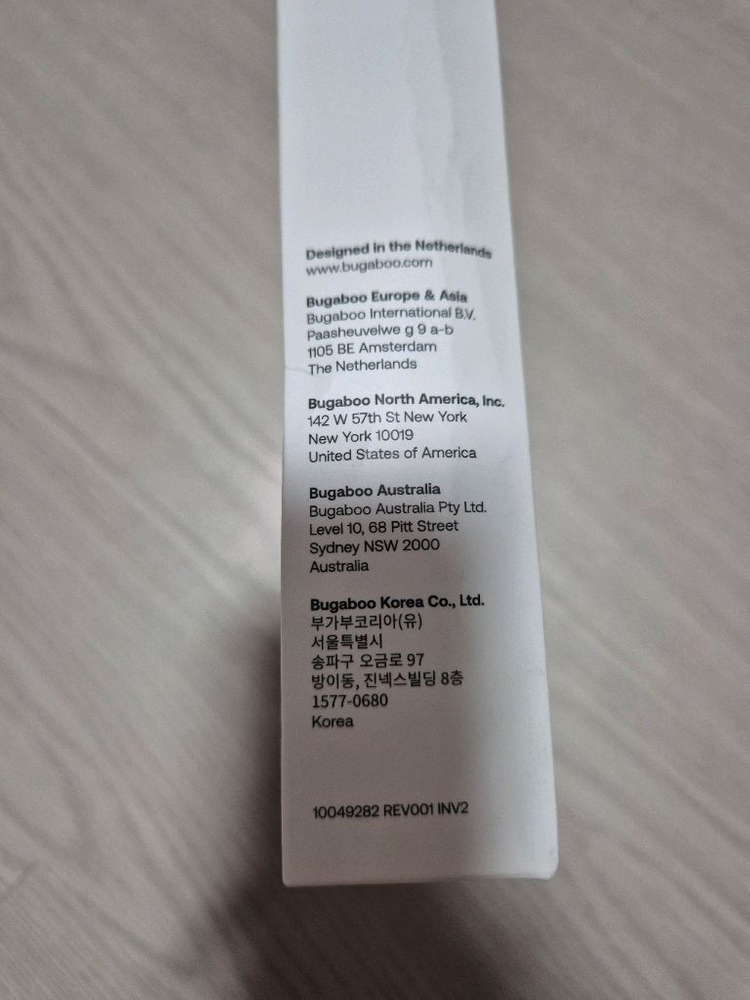 Designed in the Netherlands
www.bugaboo.com
Bugaboo Europe & Asia
Bugaboo International B.V.
Paasheuvelwe g 9 a-b
1105 BE Amsterdam
The Netherlands
Bugaboo North America, Inc.
142 W 57th St New York
New York 10019
United States of America
Bugaboo Australia
Bugaboo Australia Pty Ltd.
Level 10, 68 Pitt Street
Sydney NSW 2000
Australia
Bugaboo Korea Co., Ltd.
부가부코리아(유)
서울특별시
송파구 오금로 97
방이동, 진넥스빌딩 8층
1577-0680
Korea
10049282 REV001 INV2